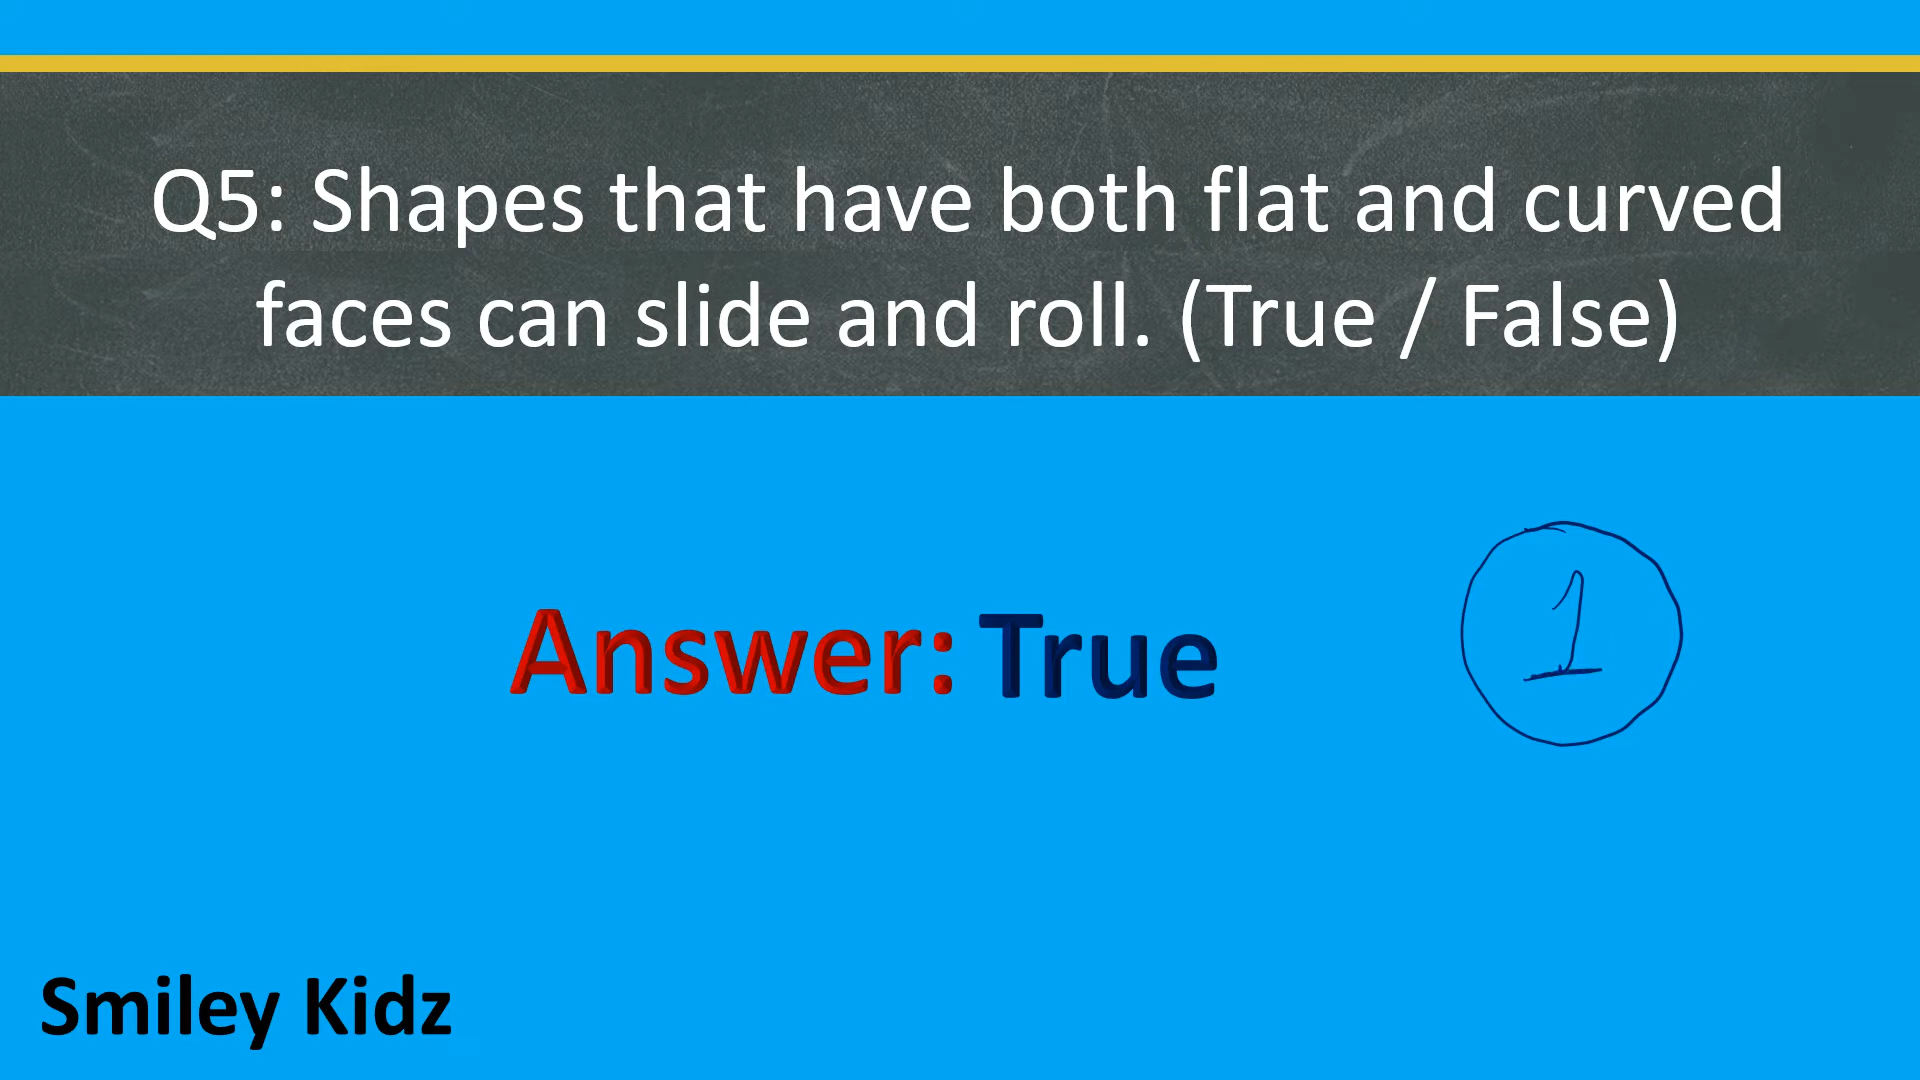 Q5: Shapes that have both flat and curved
faces can slide and roll. (True / False)
Answer: True
1
Smiley Kidz